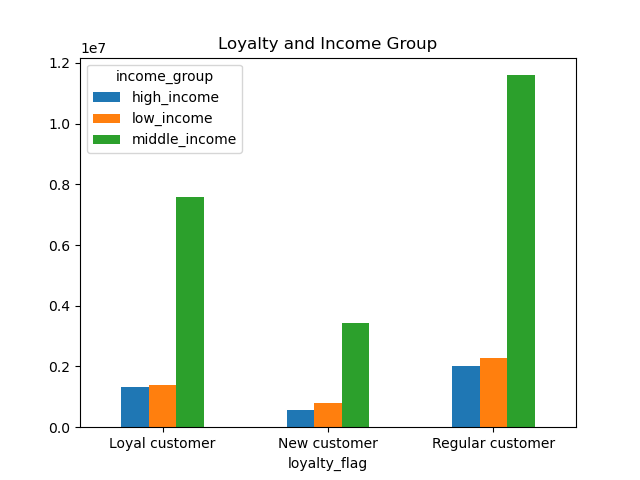 Loyalty and Income Group
1e7
1.2
1.0
0.8
0.6
0.4
0.2
0.0
income_group
high_income
low_income
middle_income
Loyal customer
New customer
Regular customer
loyalty_flag